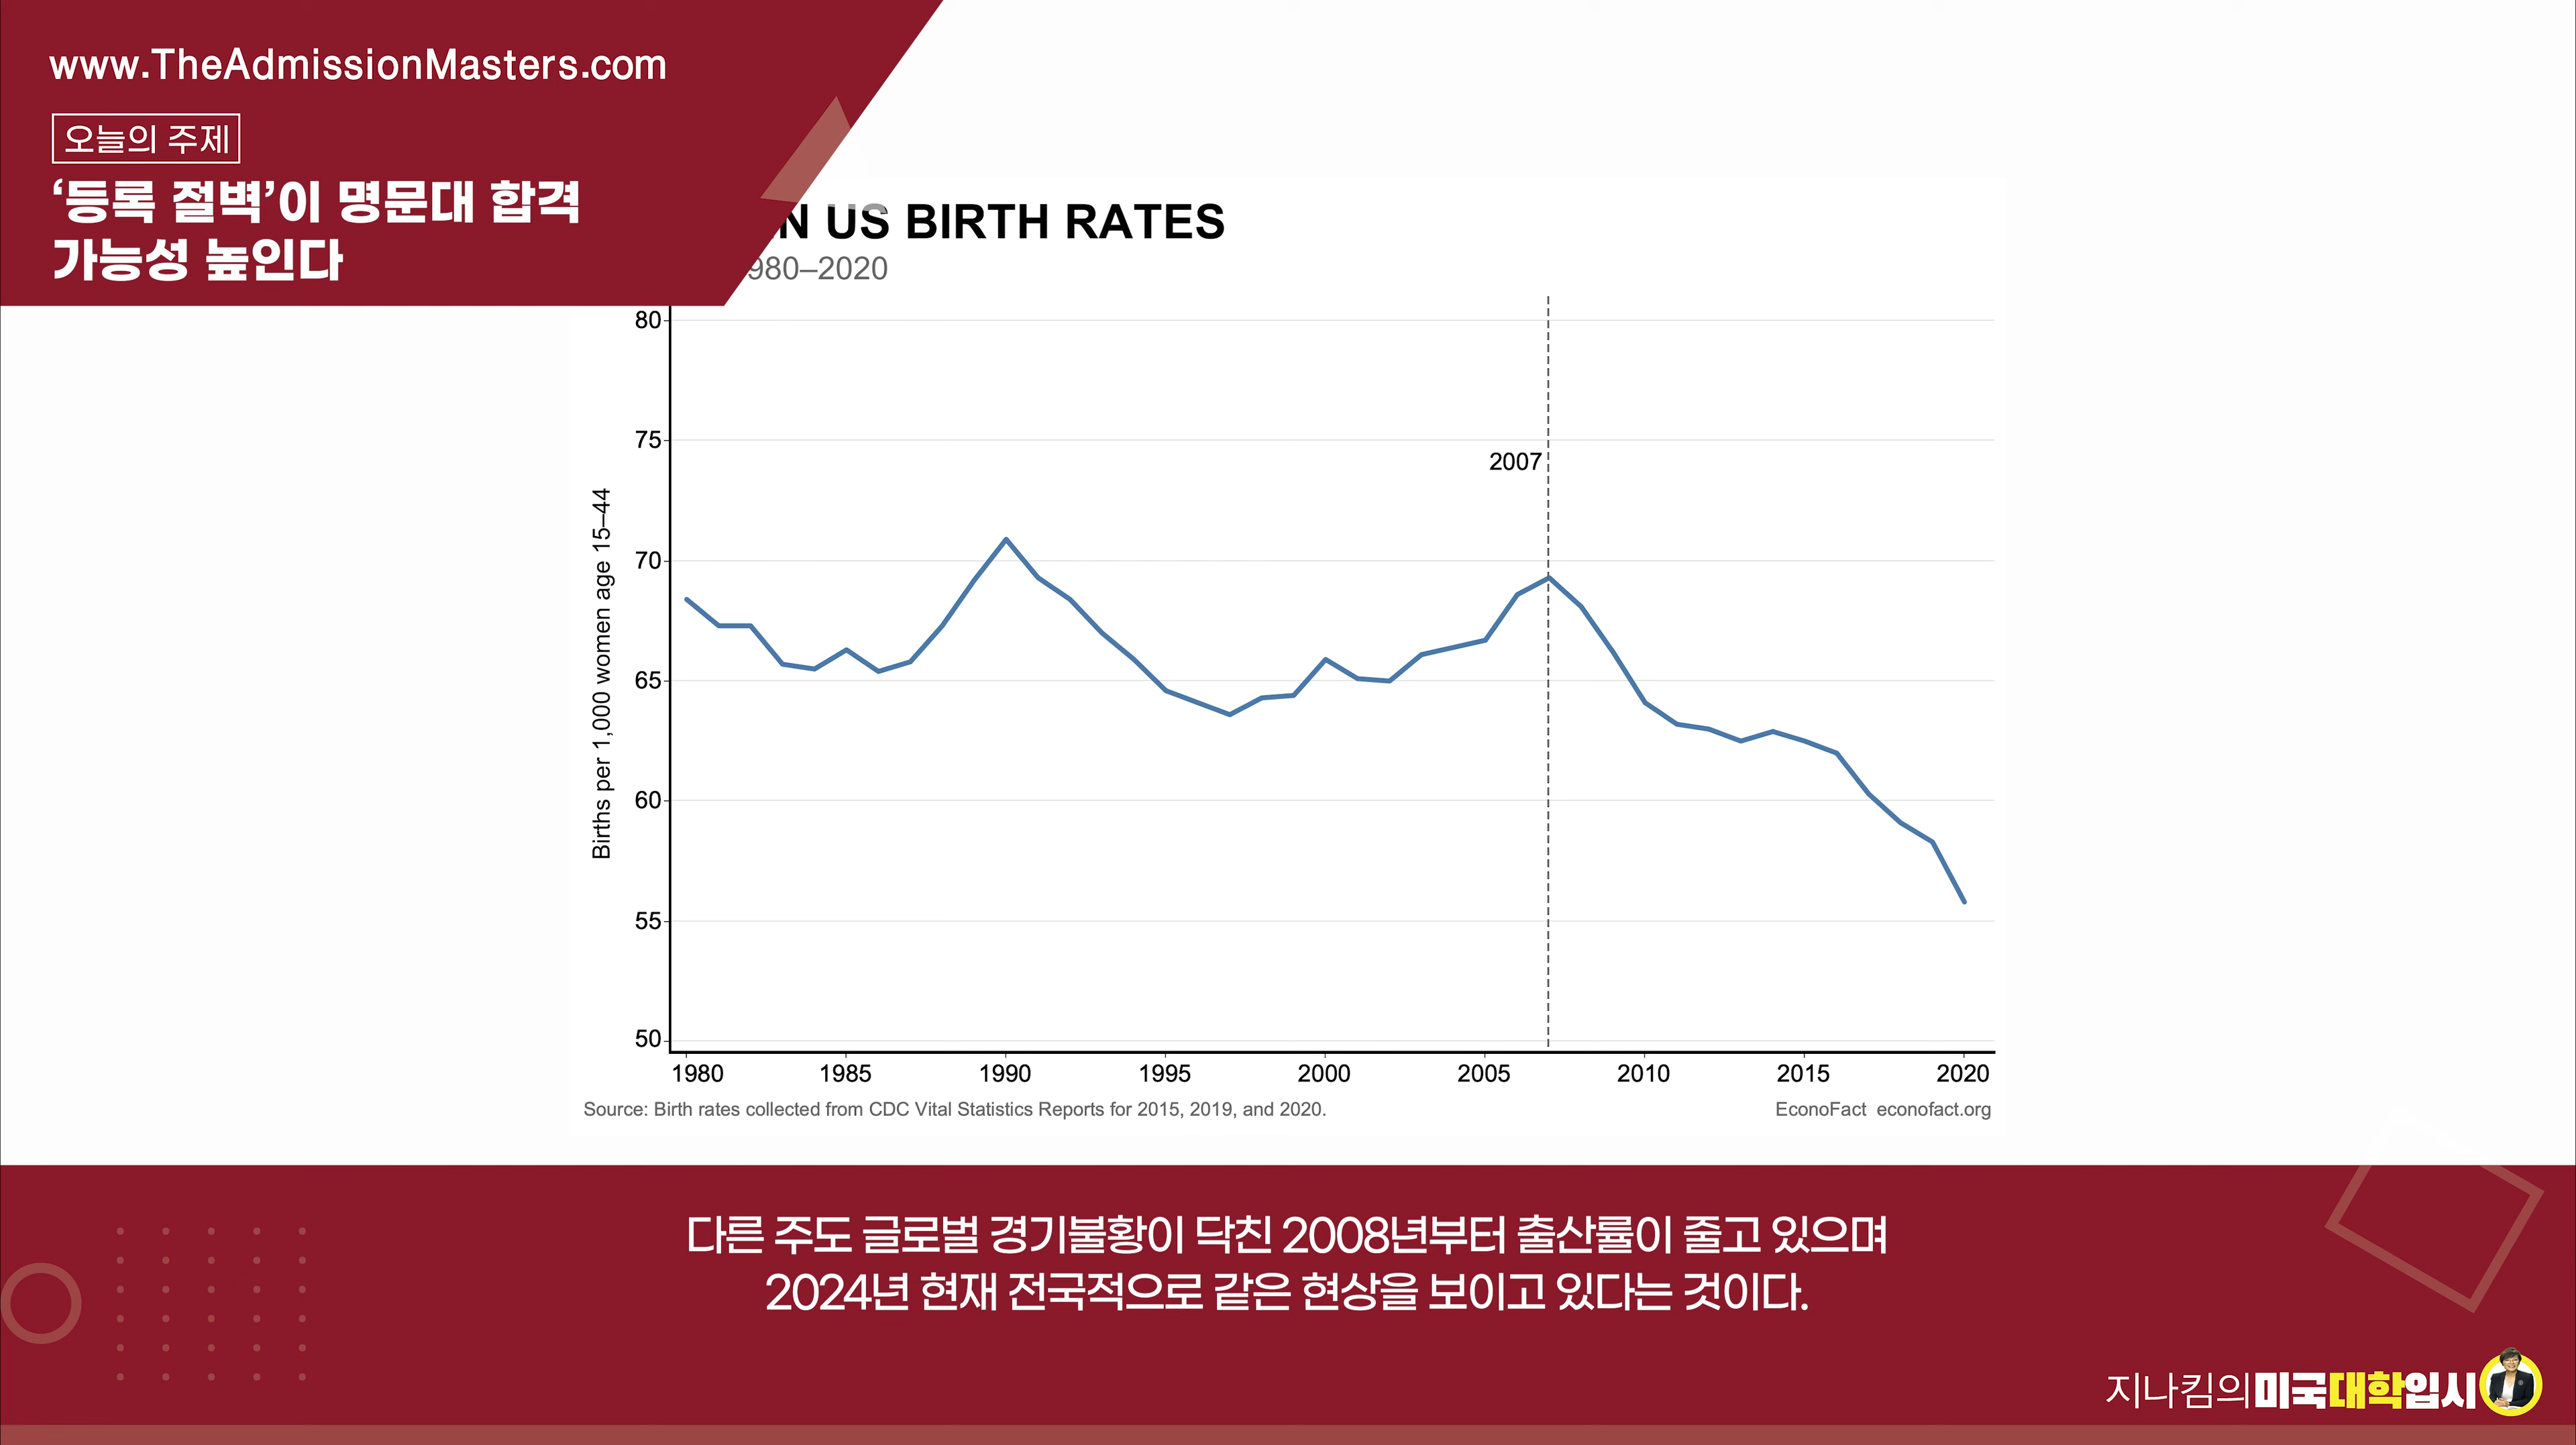 www.TheAdmissionMasters.com
오늘의 주제
‘등록 절벽’이 명문대 합격
가능성 높인다
N US BIRTH RATES
980–2020
80
75
2007
70
65
60
55
50
Births per 1,000 women age 15–44
1980 1985 1990 1995 2000 2005 2010 2015 2020
Source: Birth rates collected from CDC Vital Statistics Reports for 2015, 2019, and 2020.
EconoFact econofact.org
다른 주도 글로벌 경기불황이 닥친 2008년부터 출산률이 줄고 있으며
2024년 현재 전국적으로 같은 현상을 보이고 있다는 것이다.
지나킴의미국대학입시